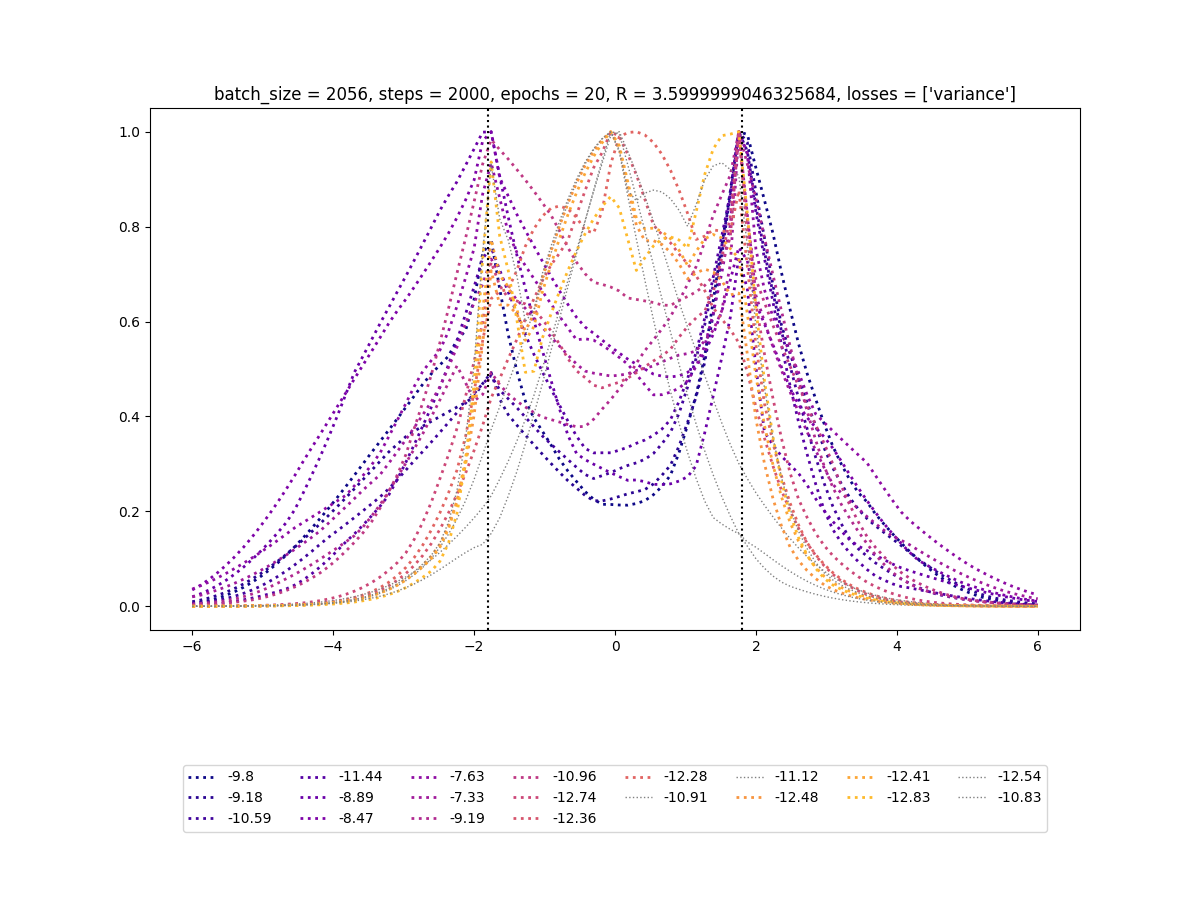 batch_size = 2056, steps = 2000, epochs = 20, R = 3.5999999046325684, losses = ['variance']
1.0
0.8
0.6
0.4
0.2
0.0
−6 −4 −2 0 2 4 6
-9.8 -11.44 -7.63 -10.96 -12.28 -11.12 -12.41 -12.54
-9.18 -8.89 -7.33 -12.74 -10.91 -12.48 -12.83 -10.83
-10.59 -8.47 -9.19 -12.36